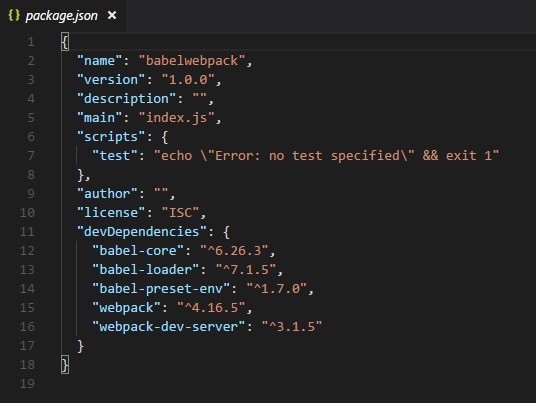 { } package.json ×
1 {
2 "name": "babelwebpack",
3 "version": "1.0.0",
4 "description": "",
5 "main": "index.js",
6 "scripts": {
7 "test": "echo \"Error: no test specified\" && exit 1"
8 },
9 "author": "",
10 "license": "ISC",
11 "devDependencies": {
12 "babel-core": "^6.26.3",
13 "babel-loader": "^7.1.5",
14 "babel-preset-env": "^1.7.0",
15 "webpack": "^4.16.5",
16 "webpack-dev-server": "^3.1.5"
17 }
18 }
19